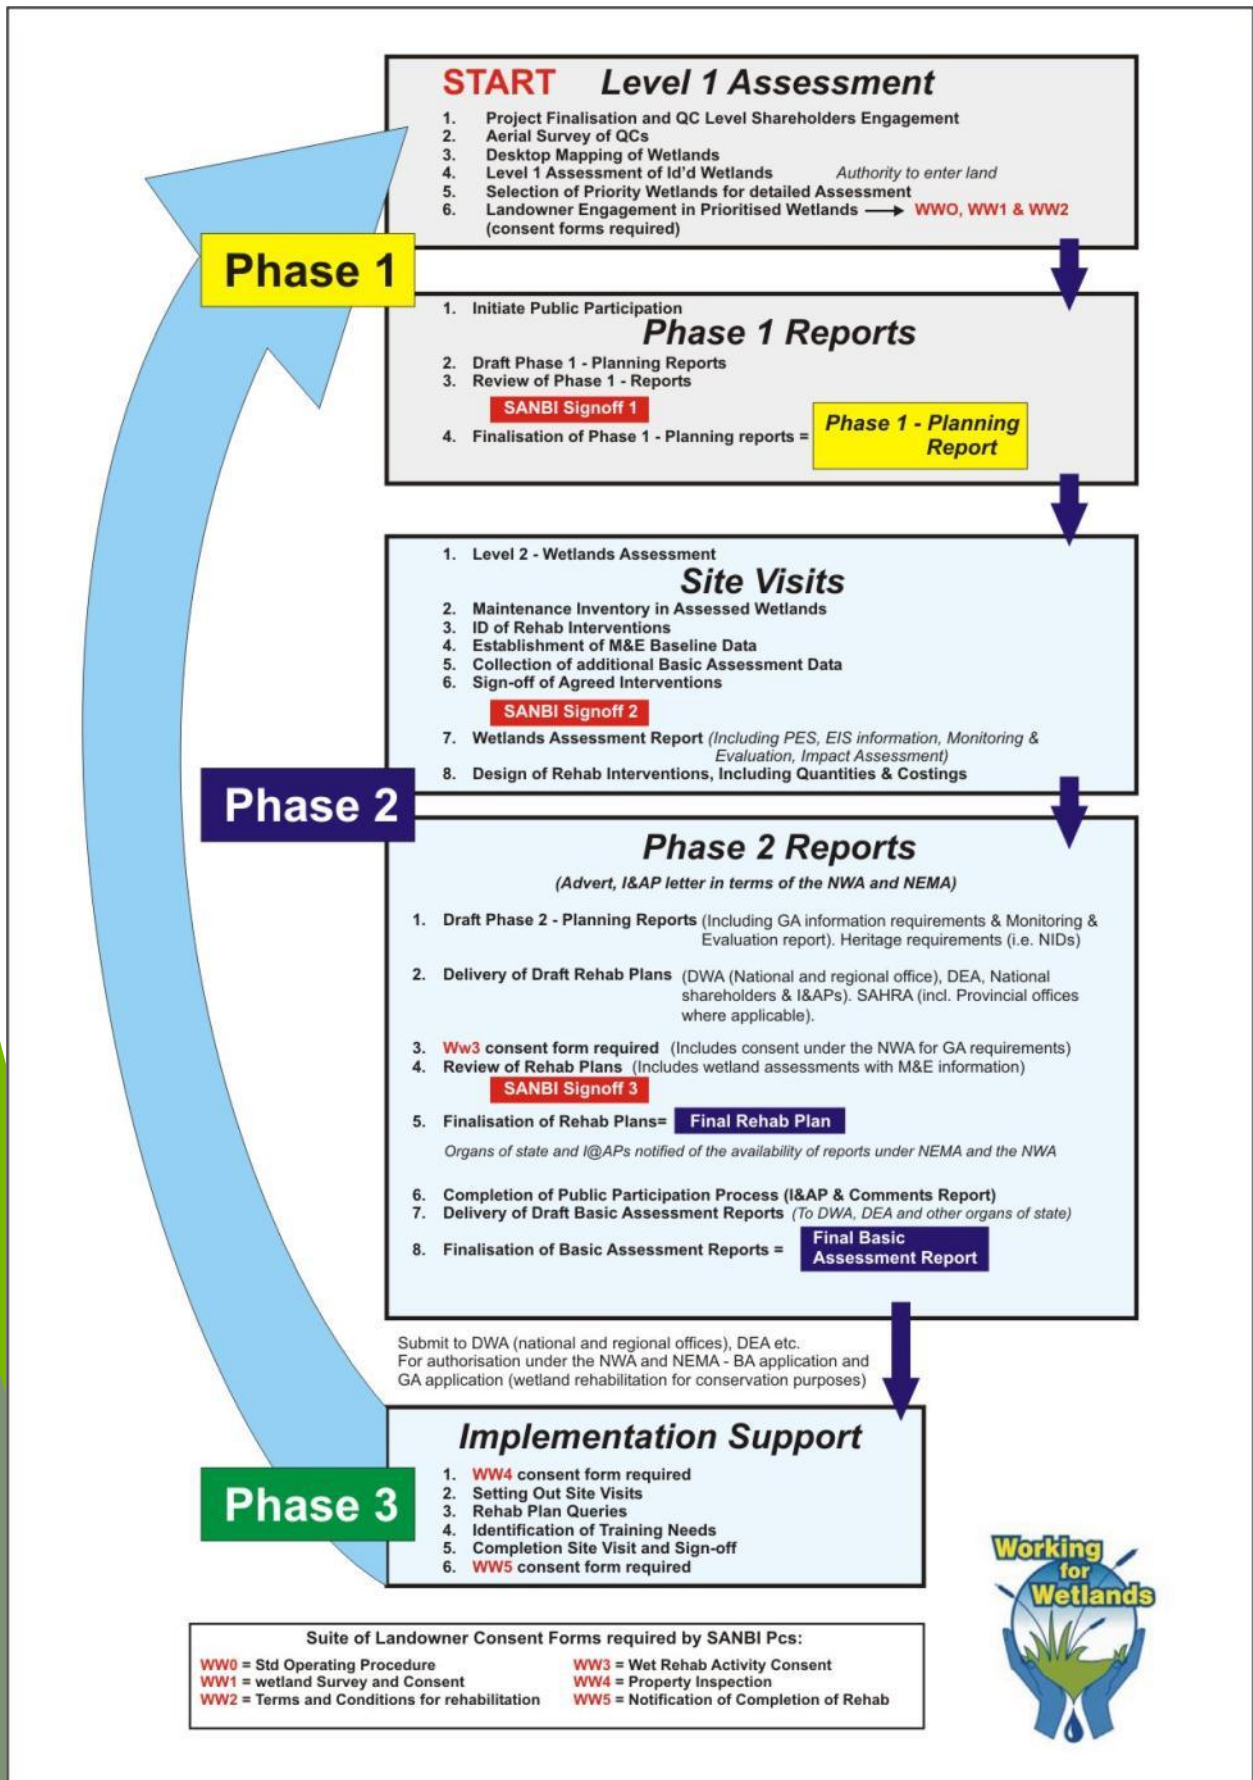 START Level 1 Assessment
1. Project Finalisation and QC Level Shareholders Engagement
2. Aerial Survey of QCs
3. Desktop Mapping of Wetlands
4. Level 1 Assessment of Id'd Wetlands Authority to enter land
5. Selection of Priority Wetlands for detailed Assessment
6. Landowner Engagement in Prioritised Wetlands → WWO, WW1 & WW2
(consent forms required)
Phase 1
1. Initiate Public Participation
Phase 1 Reports
2. Draft Phase 1 - Planning Reports
3. Review of Phase 1 - Reports
SANBI Signoff 1
4. Finalisation of Phase 1 - Planning reports =
Phase 1 - Planning
Report
1. Level 2 - Wetlands Assessment
Site Visits
2. Maintenance Inventory in Assessed Wetlands
3. ID of Rehab Interventions
4. Establishment of M&E Baseline Data
5. Collection of additional Basic Assessment Data
6. Sign-off of Agreed Interventions
SANBI Signoff 2
7. Wetlands Assessment Report (Including PES, EIS information, Monitoring &
Evaluation, Impact Assessment)
8. Design of Rehab Interventions, Including Quantities & Costings
Phase 2
Phase 2 Reports
(Advert, I&AP letter in terms of the NWA and NEMA)
1. Draft Phase 2 - Planning Reports (Including GA information requirements & Monitoring &
Evaluation report). Heritage requirements (i.e. NIDs)
2. Delivery of Draft Rehab Plans (DWA (National and regional office), DEA, National
shareholders & I&APs). SAHRA (incl. Provincial offices
where applicable).
3. Ww3 consent form required (Includes consent under the NWA for GA requirements)
4. Review of Rehab Plans (Includes wetland assessments with M&E information)
SANBI Signoff 3
5. Finalisation of Rehab Plans= Final Rehab Plan
Organs of state and I@APs notified of the availability of reports under NEMA and the NWA
6. Completion of Public Participation Process (I&AP & Comments Report)
7. Delivery of Draft Basic Assessment Reports (To DWA, DEA and other organs of state)
8. Finalisation of Basic Assessment Reports =
Final Basic
Assessment Report
Submit to DWA (national and regional offices), DEA etc.
For authorisation under the NWA and NEMA - BA application and
GA application (wetland rehabilitation for conservation purposes)
Implementation Support
1. WW4 consent form required
2. Setting Out Site Visits
3. Rehab Plan Queries
4. Identification of Training Needs
5. Completion Site Visit and Sign-off
6. WW5 consent form required
Phase 3
Working
for
Wetlands
Suite of Landowner Consent Forms required by SANBI Pcs:
WW0 = Std Operating Procedure
WW1 = wetland Survey and Consent
WW2 = Terms and Conditions for rehabilitation
WW3 = Wet Rehab Activity Consent
WW4 = Property Inspection
WW5 = Notification of Completion of Rehab